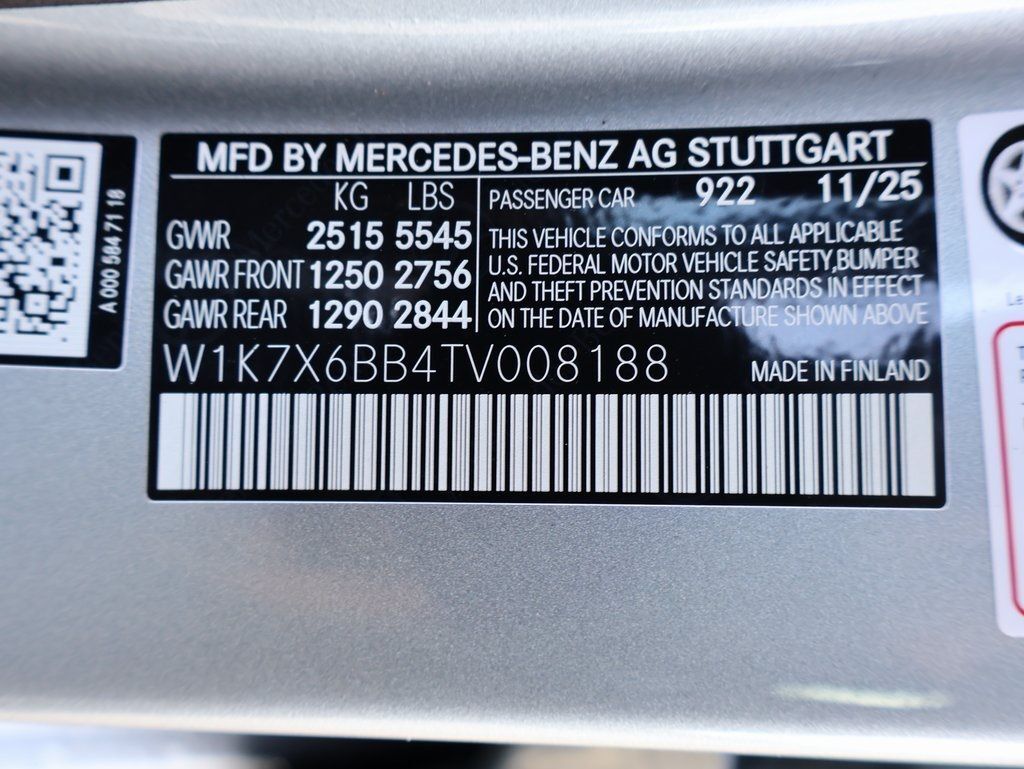 A 000 584 71 18
MFD BY MERCEDES-BENZ AG STUTTGART
KG LBS
GVWR 2515 5545
GAWR FRONT 1250 2756
GAWR REAR 1290 2844
PASSENGER CAR 922 11/25
THIS VEHICLE CONFORMS TO ALL APPLICABLE
U.S. FEDERAL MOTOR VEHICLE SAFETY,BUMPER
AND THEFT PREVENTION STANDARDS IN EFFECT
ON THE DATE OF MANUFACTURE SHOWN ABOVE
W1K7X6BB4TV008188 MADE IN FINLAND